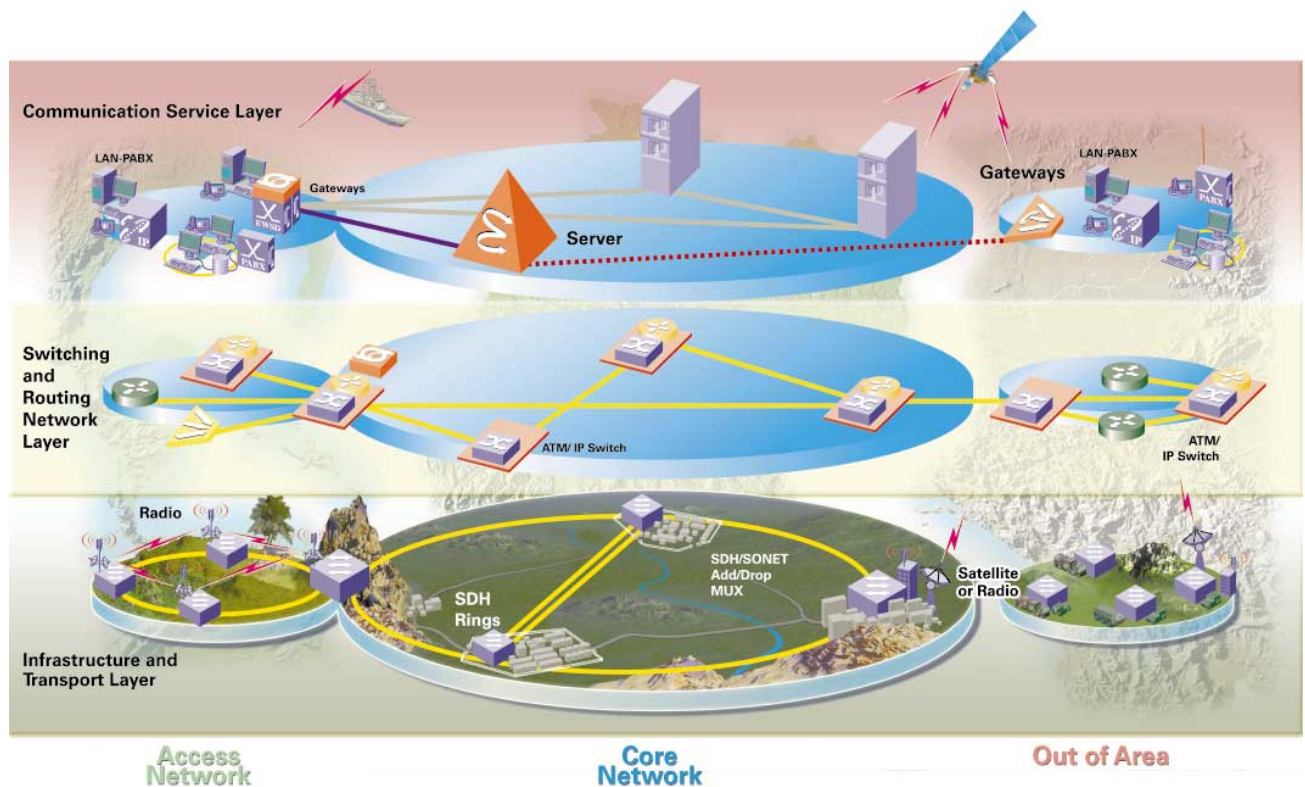 Communication Service Layer
LAN-PABX
Gateways
EWSD
IP
PABX
Server
Gateways
LAN-PABX
PABX
IP
Switching
and
Routing
Network
Layer
ATM/ IP Switch
ATM/
IP Switch
Radio
SDH/SONET
Add/Drop
MUX
SDH
Rings
Satellite
or Radio
Infrastructure and
Transport Layer
Access
Network
Core
Network
Out of Area